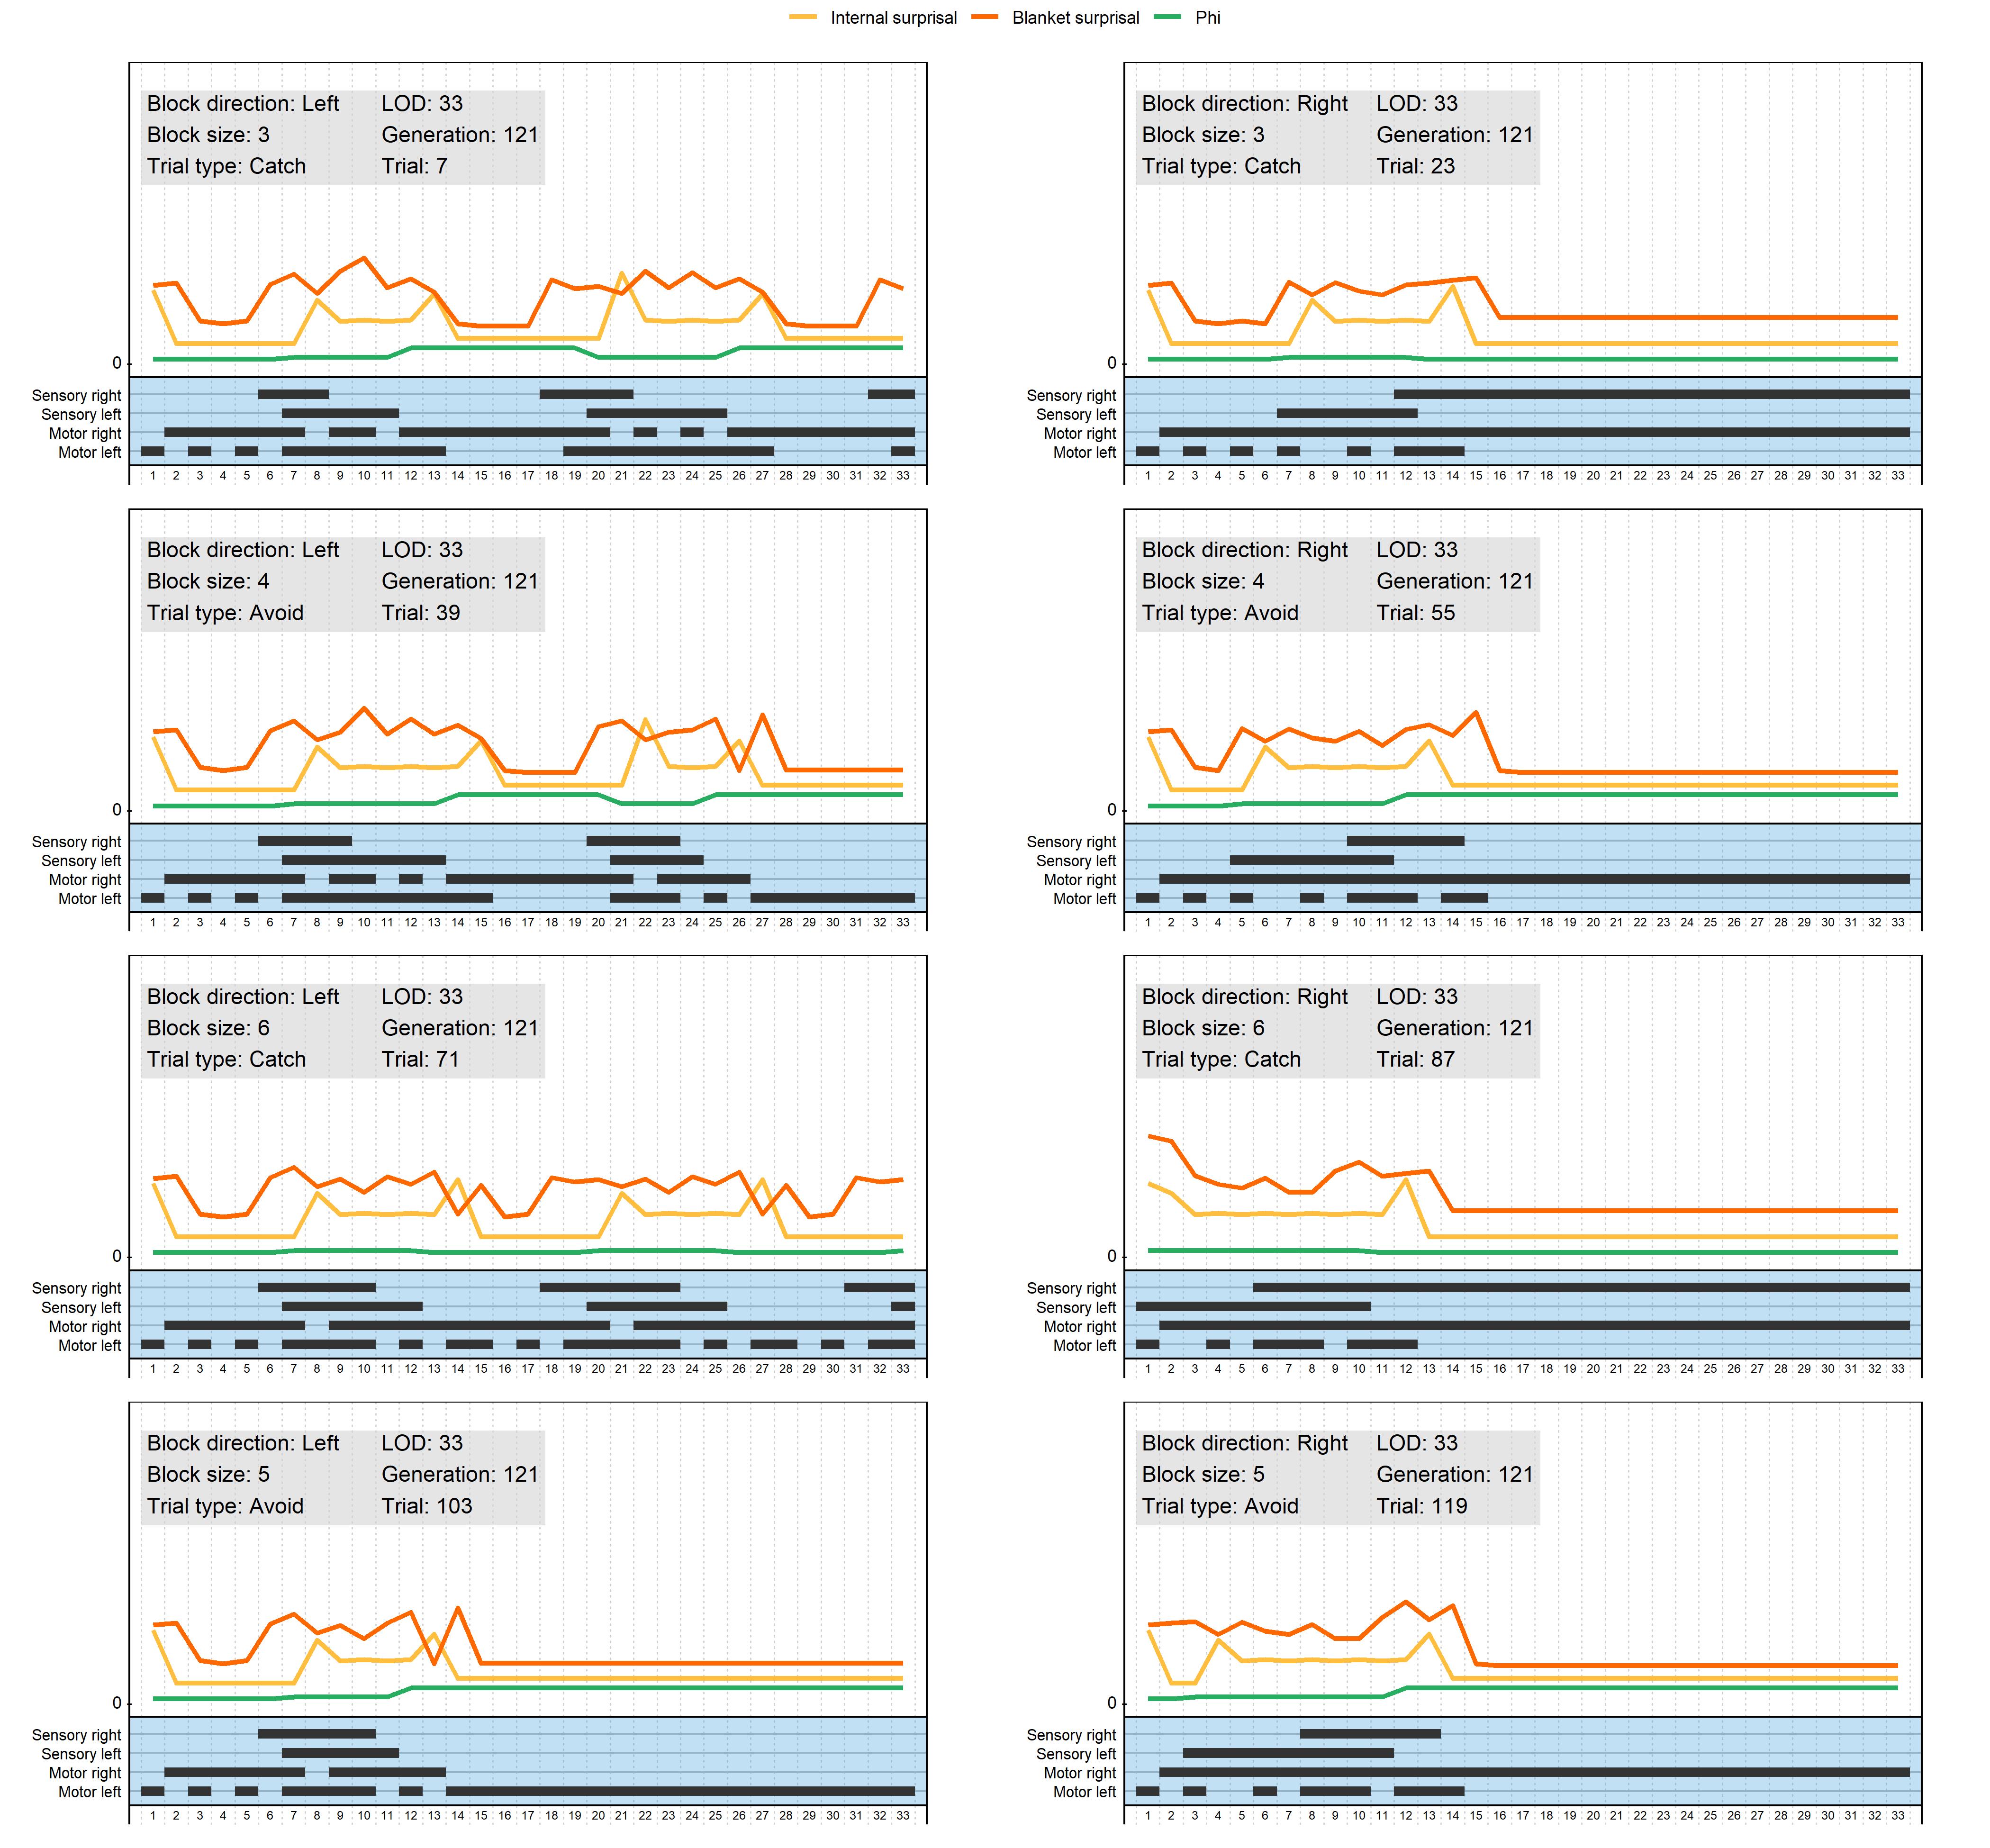 Internal surprisal Blanket surprisal Phi
Block direction: Left LOD: 33
Block size: 3 Generation: 121
Trial type: Catch Trial: 7
0
Sensory right
Sensory left
Motor right
Motor left
1 2 3 4 5 6 7 8 9 10 11 12 13 14 15 16 17 18 19 20 21 22 23 24 25 26 27 28 29 30 31 32 33
Block direction: Right LOD: 33
Block size: 3 Generation: 121
Trial type: Catch Trial: 23
0
Sensory right
Sensory left
Motor right
Motor left
1 2 3 4 5 6 7 8 9 10 11 12 13 14 15 16 17 18 19 20 21 22 23 24 25 26 27 28 29 30 31 32 33
Block direction: Left LOD: 33
Block size: 4 Generation: 121
Trial type: Avoid Trial: 39
0
Sensory right
Sensory left
Motor right
Motor left
1 2 3 4 5 6 7 8 9 10 11 12 13 14 15 16 17 18 19 20 21 22 23 24 25 26 27 28 29 30 31 32 33
Block direction: Right LOD: 33
Block size: 4 Generation: 121
Trial type: Avoid Trial: 55
0
Sensory right
Sensory left
Motor right
Motor left
1 2 3 4 5 6 7 8 9 10 11 12 13 14 15 16 17 18 19 20 21 22 23 24 25 26 27 28 29 30 31 32 33
Block direction: Left LOD: 33
Block size: 6 Generation: 121
Trial type: Catch Trial: 71
0
Sensory right
Sensory left
Motor right
Motor left
1 2 3 4 5 6 7 8 9 10 11 12 13 14 15 16 17 18 19 20 21 22 23 24 25 26 27 28 29 30 31 32 33
Block direction: Right LOD: 33
Block size: 6 Generation: 121
Trial type: Catch Trial: 87
0
Sensory right
Sensory left
Motor right
Motor left
1 2 3 4 5 6 7 8 9 10 11 12 13 14 15 16 17 18 19 20 21 22 23 24 25 26 27 28 29 30 31 32 33
Block direction: Left LOD: 33
Block size: 5 Generation: 121
Trial type: Avoid Trial: 103
0
Sensory right
Sensory left
Motor right
Motor left
1 2 3 4 5 6 7 8 9 10 11 12 13 14 15 16 17 18 19 20 21 22 23 24 25 26 27 28 29 30 31 32 33
Block direction: Right LOD: 33
Block size: 5 Generation: 121
Trial type: Avoid Trial: 119
0
Sensory right
Sensory left
Motor right
Motor left
1 2 3 4 5 6 7 8 9 10 11 12 13 14 15 16 17 18 19 20 21 22 23 24 25 26 27 28 29 30 31 32 33